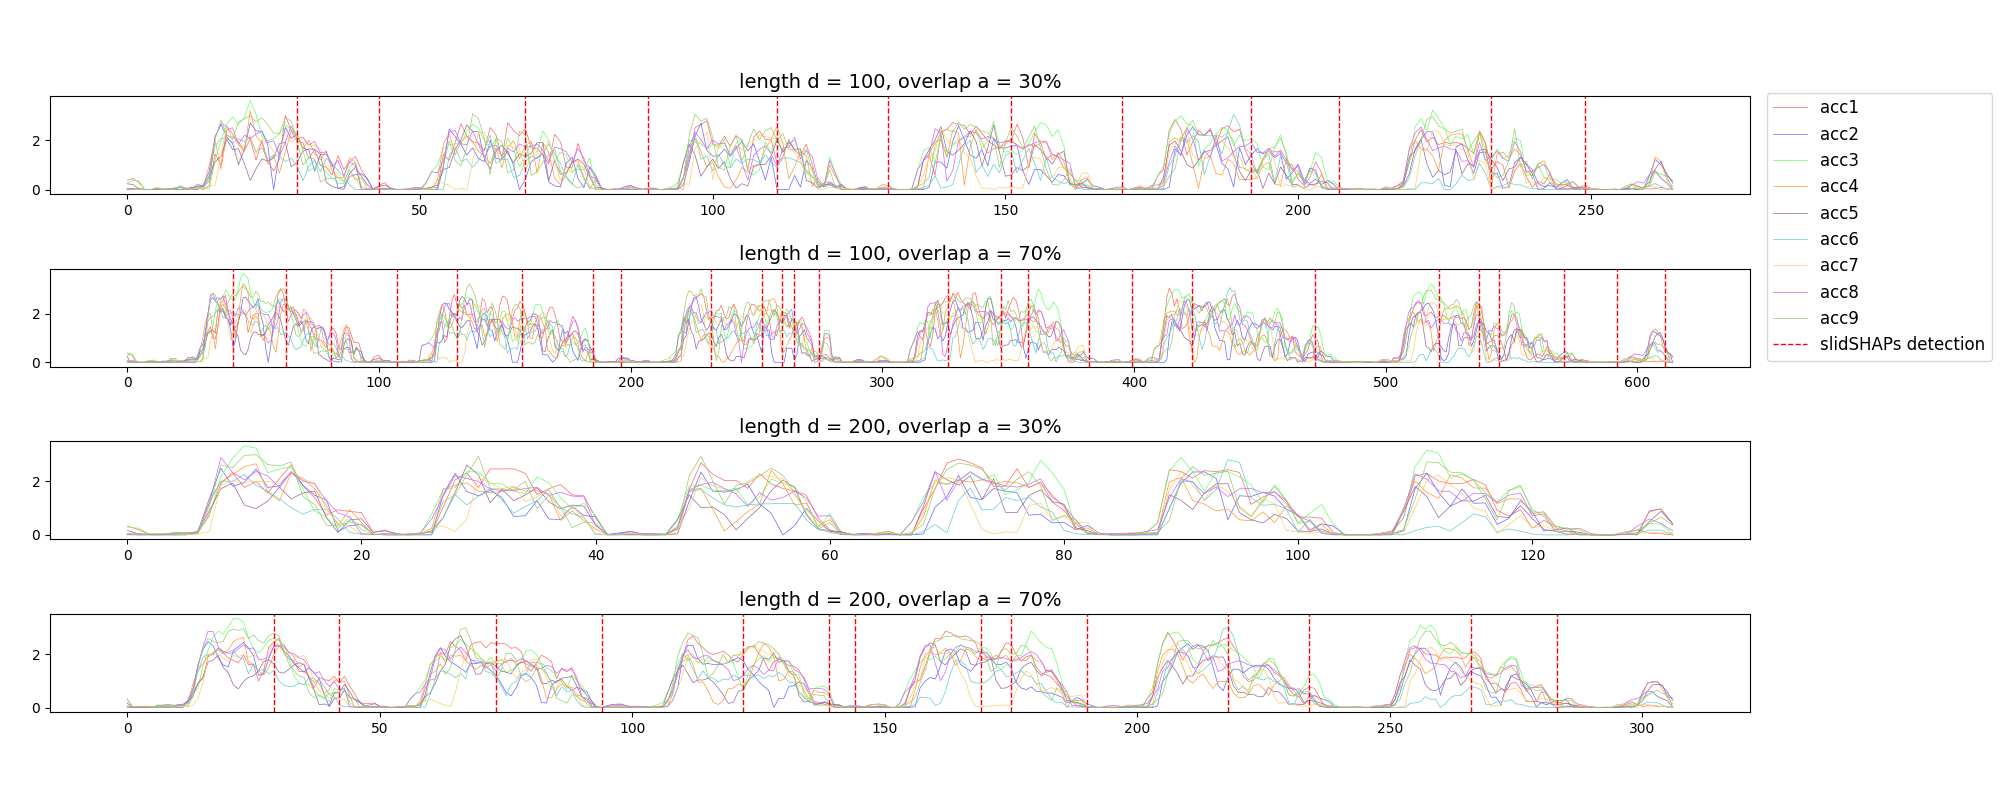 length d = 100, overlap a = 30%
2
0
0 50 100 150 200 250
length d = 100, overlap a = 70%
2
0
0 100 200 300 400 500 600
length d = 200, overlap a = 30%
2
0
0 20 40 60 80 100 120
length d = 200, overlap a = 70%
2
0
0 50 100 150 200 250 300
acc1
acc2
acc3
acc4
acc5
acc6
acc7
acc8
acc9
slidSHAPs detection